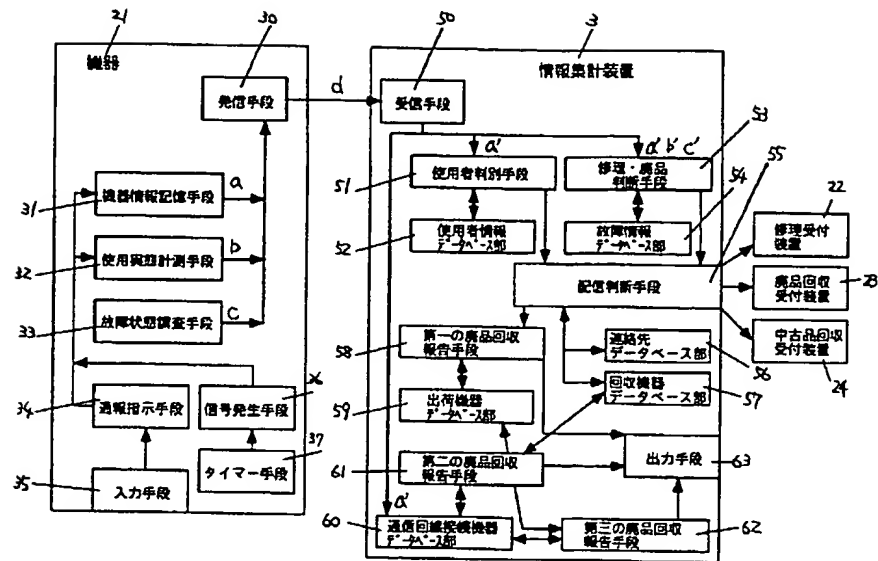 21
機器
30
発信手段
d
50
受信手段
3
情報集計装置
31
機器情報記憶手段
a
32
使用実態計測手段
b
33
故障状態調査手段
c
34
通報指示手段
36
信号発生手段
35
入力手段
37
タイマー手段
a'
a' b' c'
51
使用者判別手段
53
修理・廃品
判断手段
52
使用者情報
データベース部
54
故障情報
データベース部
55
配信判断手段
22
修理受付
装置
23
廃品回収
受付装置
24
中古品回収
受付装置
58
第一の廃品回収
報告手段
56
連絡先
データベース部
57
回収機器
データベース部
59
出荷機器
データベース部
61
第二の廃品回収
報告手段
63
出力手段
a'
60
通信回線接続機器
データベース部
62
第三の廃品回収
報告手段